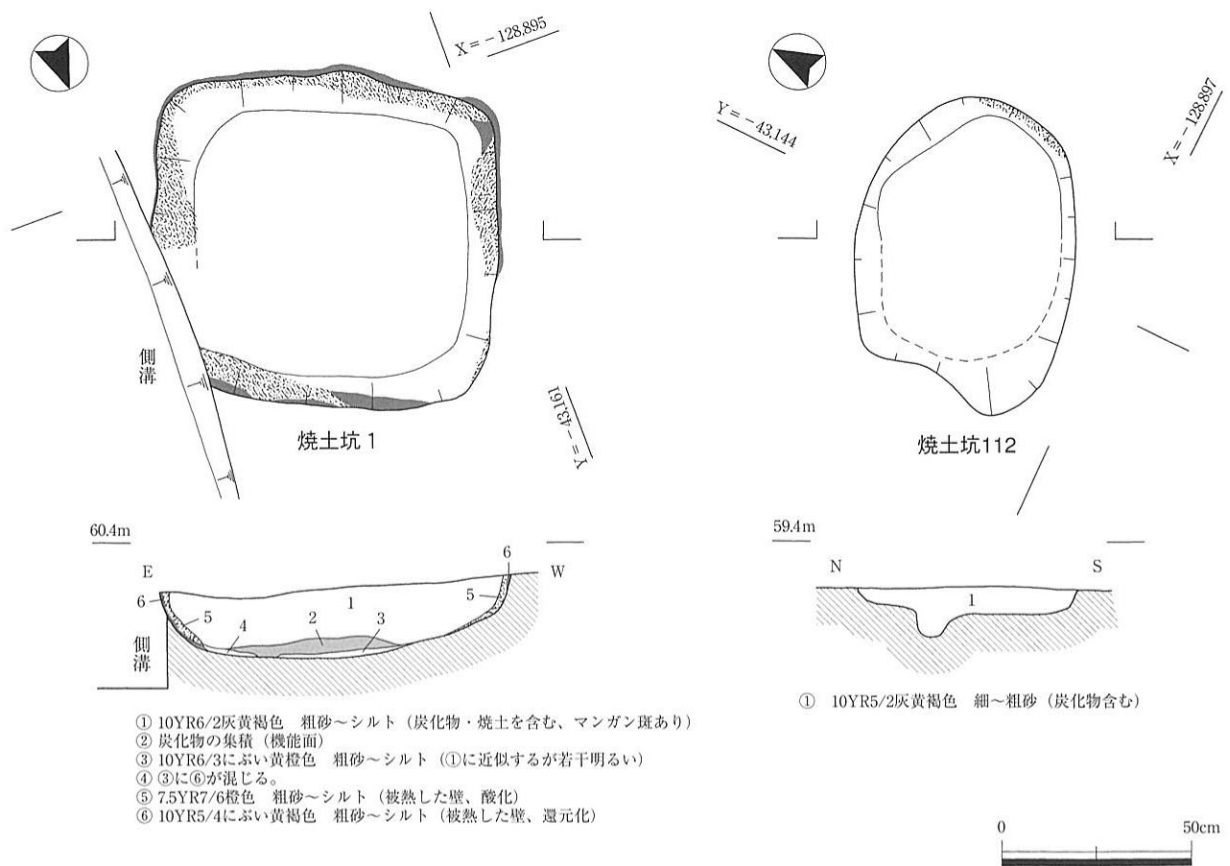 X=－128,895
側溝
Y=－43,161
焼土坑1
60.4m
E
W
6
6
5
5
4
2
1
3
側溝
① 10YR6/2灰黄褐色　粗砂～シルト（炭化物・焼土を含む、マンガン斑あり）
② 炭化物の集積（機能面）
③ 10YR6/3にぶい黄橙色　粗砂～シルト（①に近似するが若干明るい）
④ ③に⑥が混じる。
⑤ 7.5YR7/6橙色　粗砂～シルト（被熱した壁、酸化）
⑥ 10YR5/4にぶい黄褐色　粗砂～シルト（被熱した壁、還元化）
Y=－43,144
X=－128,897
焼土坑112
59.4m
N
S
1
① 10YR5/2灰黄褐色　細～粗砂（炭化物含む）
0
50cm